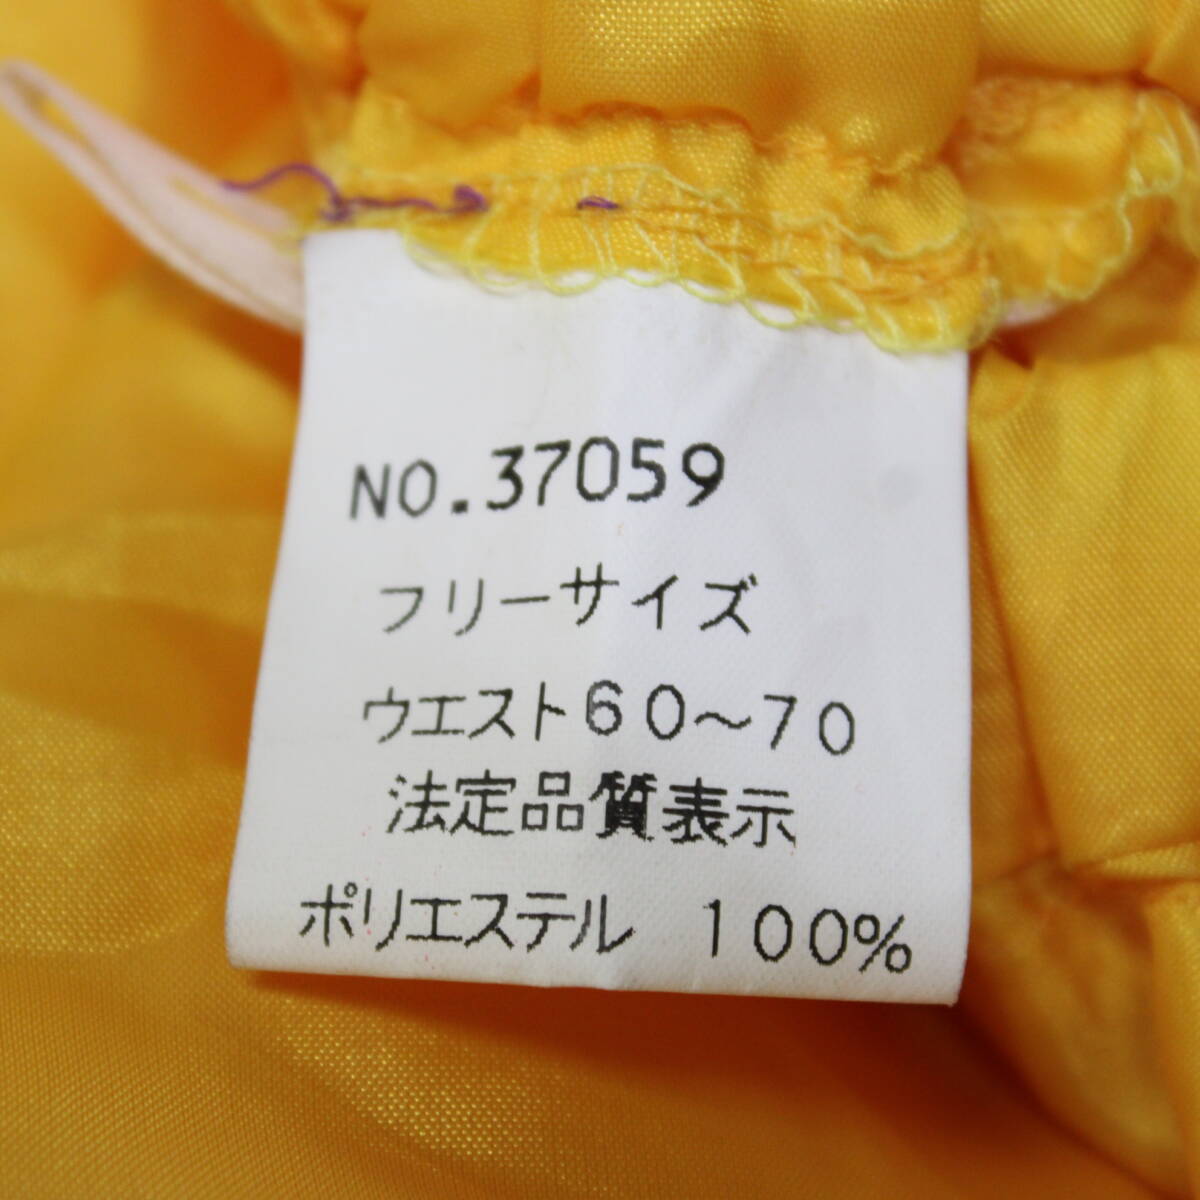 NO.37059
フリーサイズ
ウエスト60～70
法定品質表示
ポリエステル 100%